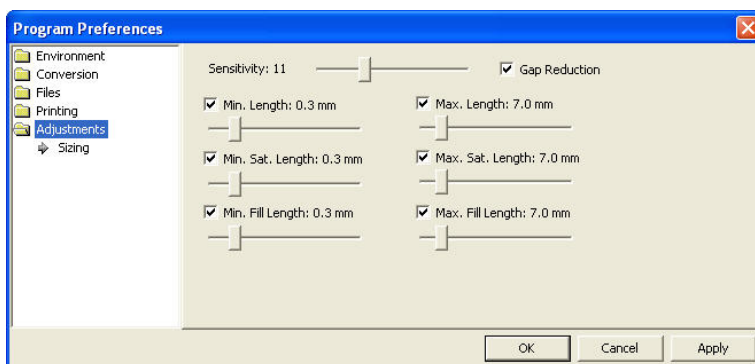 Program Preferences
Environment
Conversion
Files
Printing
Adjustments
Sizing
Sensitivity: 11
Gap Reduction
Min. Length: 0.3 mm
Max. Length: 7.0 mm
Min. Sat. Length: 0.3 mm
Max. Sat. Length: 7.0 mm
Min. Fill Length: 0.3 mm
Max. Fill Length: 7.0 mm
OK
Cancel
Apply